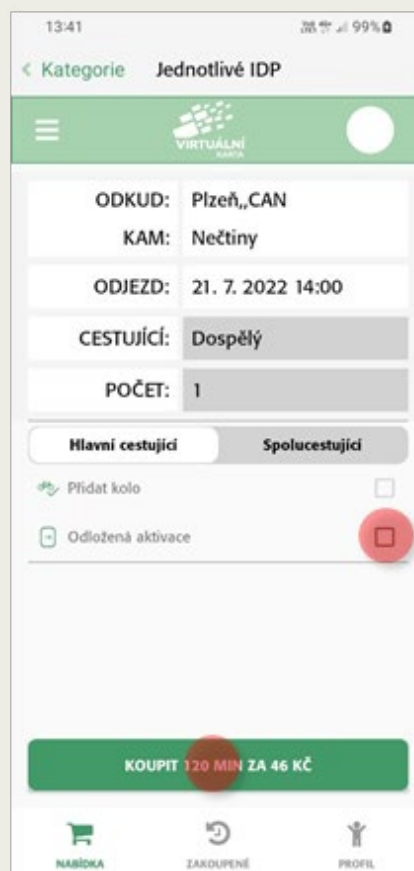 13:41 99%
Kategorie Jednotlivé IDP
VIRTUÁLNÍ
KARTA
ODKUD: Plzeň,,CAN
KAM: Nečtiny
ODJEZD: 21. 7. 2022 14:00
CESTUJÍCÍ: Dospělý
POČET: 1
Hlavní cestující Spolucestující
Přidat kolo
Odložená aktivace
KOUPIT 120 MIN ZA 46 KČ
NABÍDKA ZAKOUPENÉ PROFIL